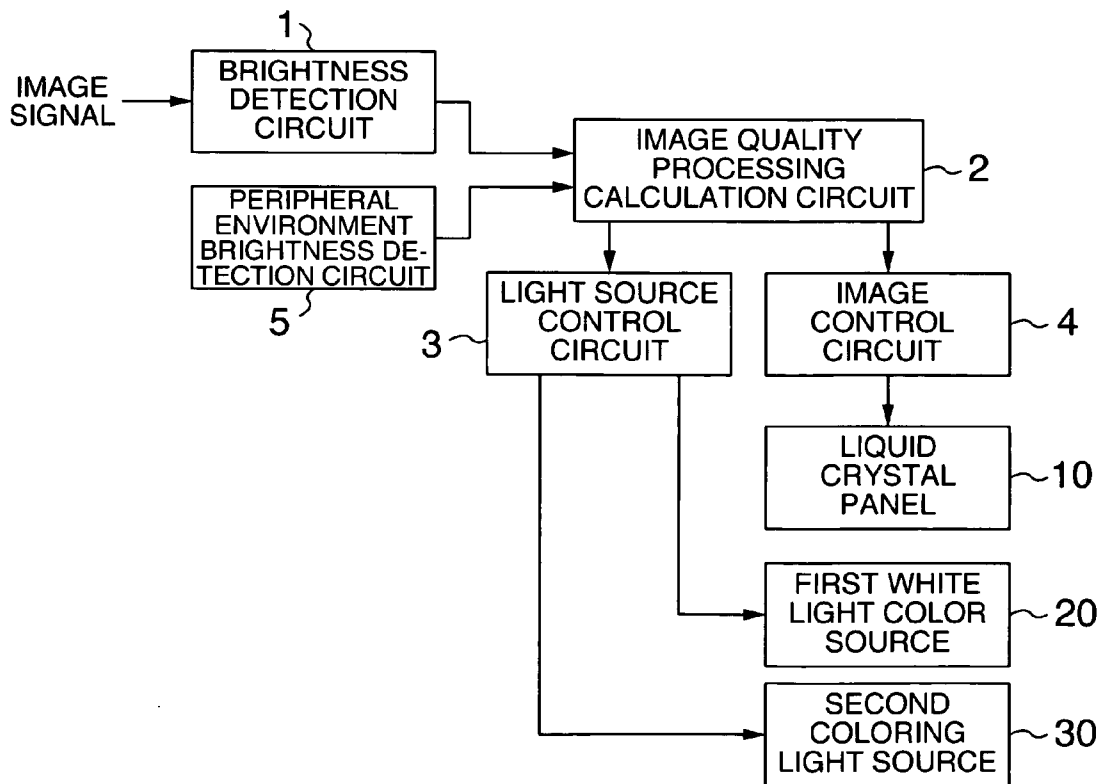 1
IMAGE
SIGNAL
BRIGHTNESS
DETECTION
CIRCUIT
PERIPHERAL
ENVIRONMENT
BRIGHTNESS DE-
TECTION CIRCUIT
5
IMAGE QUALITY
PROCESSING
CALCULATION CIRCUIT
2
LIGHT SOURCE
CONTROL
CIRCUIT
3
IMAGE
CONTROL
CIRCUIT
4
LIQUID
CRYSTAL
PANEL
10
FIRST WHITE
LIGHT COLOR
SOURCE
20
SECOND
COLORING
LIGHT SOURCE
30